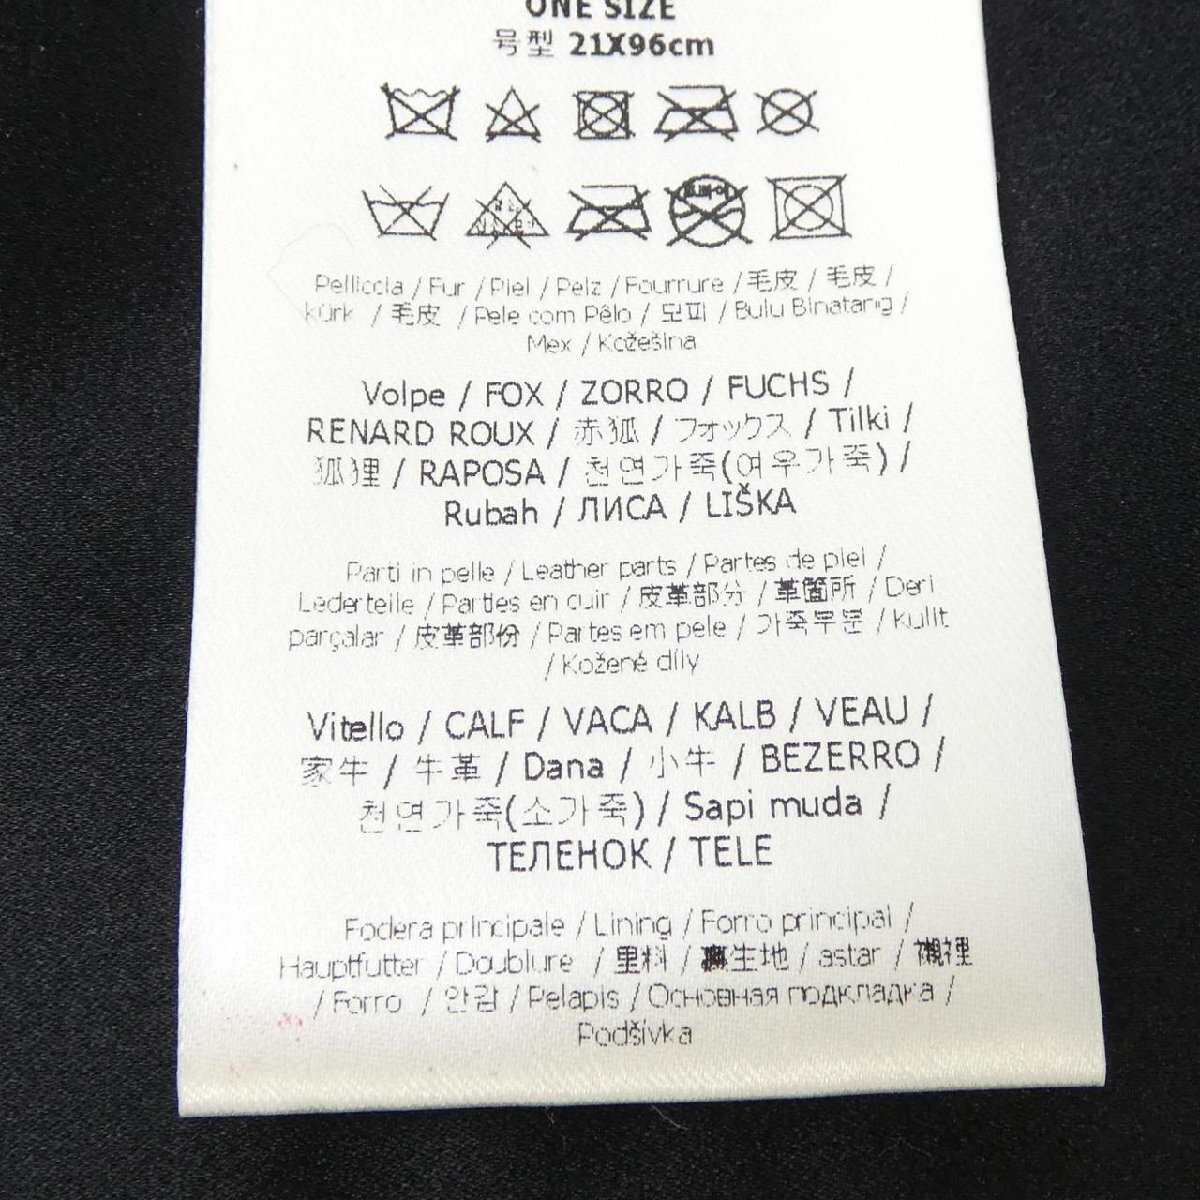 ONE SIZE
号型 21X96cm
Pelliccia / Fur / Piel / Pelz / Fourrure / 毛皮 / 毛皮 /
kürk / 毛皮 / Pele com Pêlo / 모피 / Bulu Binatang /
Mex / Kožešina
Volpe / FOX / ZORRO / FUCHS /
RENARD ROUX / 赤狐 / フォックス / Tilki /
狐狸 / RAPOSA / 천연가죽(여우가죽) /
Rubah / ЛИСА / LIŠKA
Parti in pelle / Leather parts / Partes de piel /
Lederteile / Parties en cuir / 皮革部分 / 革箇所 / Deri
parçalar / 皮革部份 / Partes em pele / 가죽부분 / kulit
/ Kožené díly
Vitello / CALF / VACA / KALB / VEAU /
家牛 / 牛革 / Dana / 小牛 / BEZERRO /
천연가죽(소가죽) / Sapi muda /
ТЕЛЕНОК / TELE
Fodera principale / Lining / Forro principal /
Hauptfutter / Doublure / 里料 / 裏生地 / astar / 襯裡
/ Forro / 안감 / Pelapis / Основная подкладка /
Podšívka